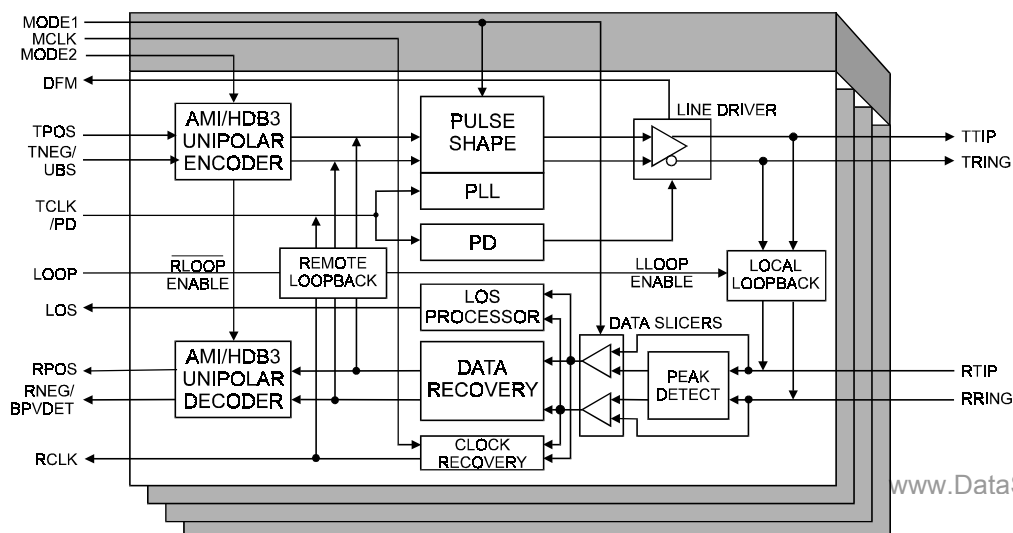 MODE1
MCLK
MODE2
DFM
TPOS
TNEG/
UBS
TCLK
/PD
LOOP
LOS
RPOS
RNEG/
BPVDET
RCLK
AMI/HDB3
UNIPOLAR
ENCODER
PULSE
SHAPE
PLL
PD
LINE DRIVER
TTIP
TRING
RLOOP
ENABLE
REMOTE
LOOPBACK
LLOOP
ENABLE
LOCAL
LOOPBACK
LOS
PROCESSOR
DATA SLICERS
AMI/HDB3
UNIPOLAR
DECODER
DATA
RECOVERY
PEAK
DETECT
RTIP
RRING
CLOCK
RECOVERY
www.DataS